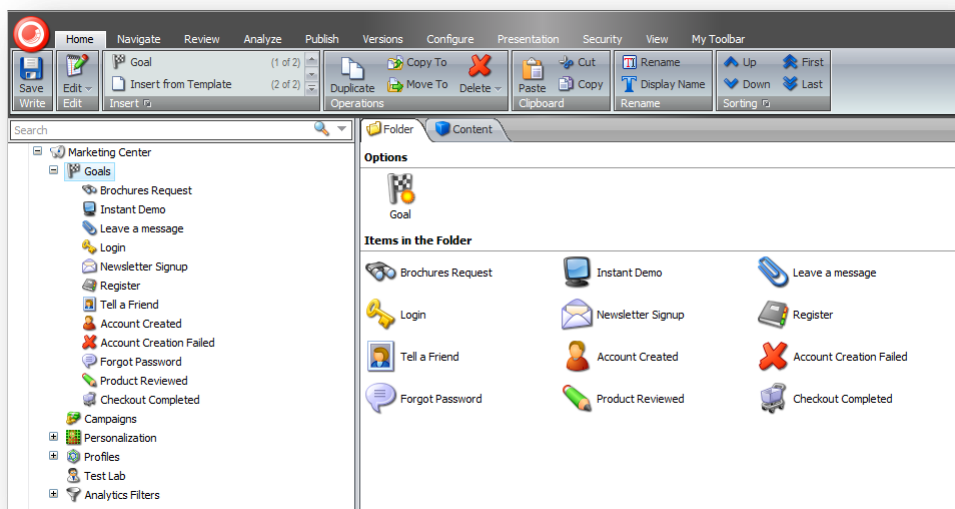 Home Navigate Review Analyze Publish Versions Configure Presentation Security View My Toolbar
Goal (1 of 2) Copy To Cut Rename Up First
Insert from Template (2 of 2) Move To Copy Display Name Down Last
Save Edit Duplicate Delete Paste
Write Edit Insert Operations Clipboard Rename Sorting
Search
Folder Content
Marketing Center
Goals
Brochures Request
Instant Demo
Leave a message
Login
Newsletter Signup
Register
Tell a Friend
Account Created
Account Creation Failed
Forgot Password
Product Reviewed
Checkout Completed
Campaigns
Personalization
Profiles
Test Lab
Analytics Filters
Options
Goal
Items in the Folder
Brochures Request Instant Demo Leave a message
Login Newsletter Signup Register
Tell a Friend Account Created Account Creation Failed
Forgot Password Product Reviewed Checkout Completed